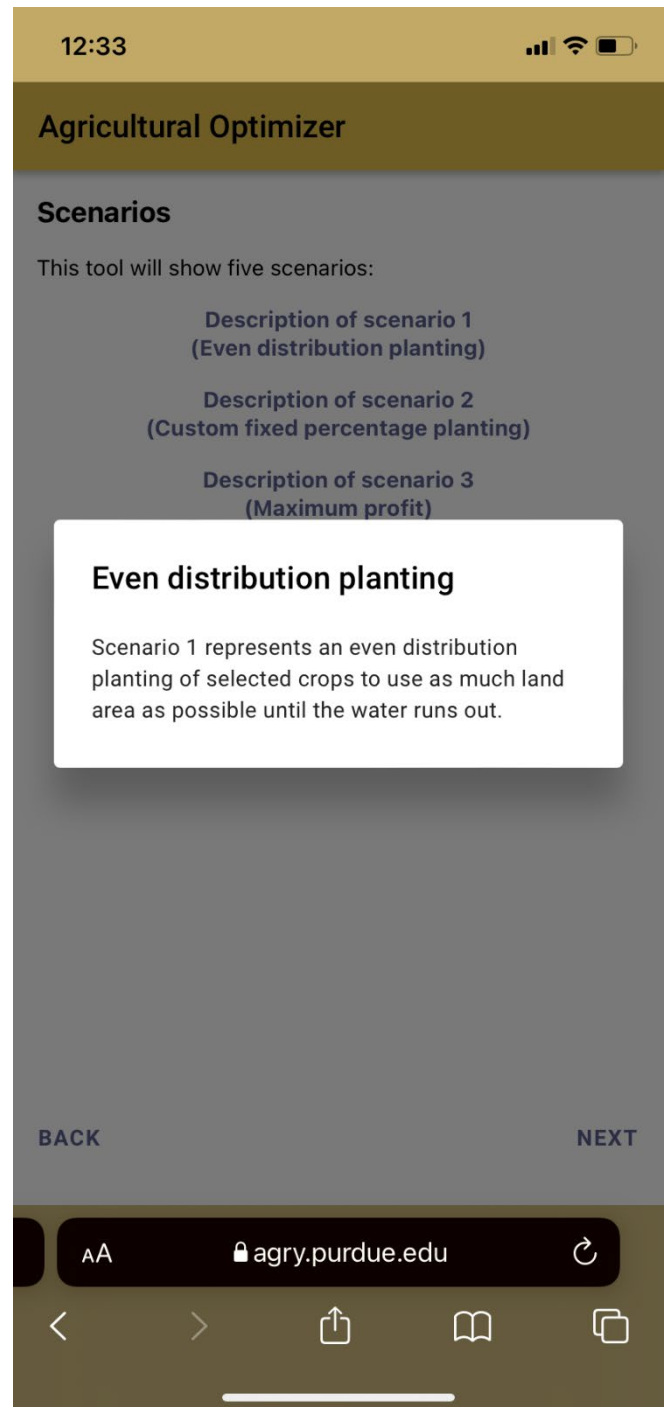 12:33
Agricultural Optimizer
Scenarios
This tool will show five scenarios:
Description of scenario 1
(Even distribution planting)
Description of scenario 2
(Custom fixed percentage planting)
Description of scenario 3
(Maximum profit)
Even distribution planting
Scenario 1 represents an even distribution
planting of selected crops to use as much land
area as possible until the water runs out.
BACK
NEXT
AA
agry.purdue.edu